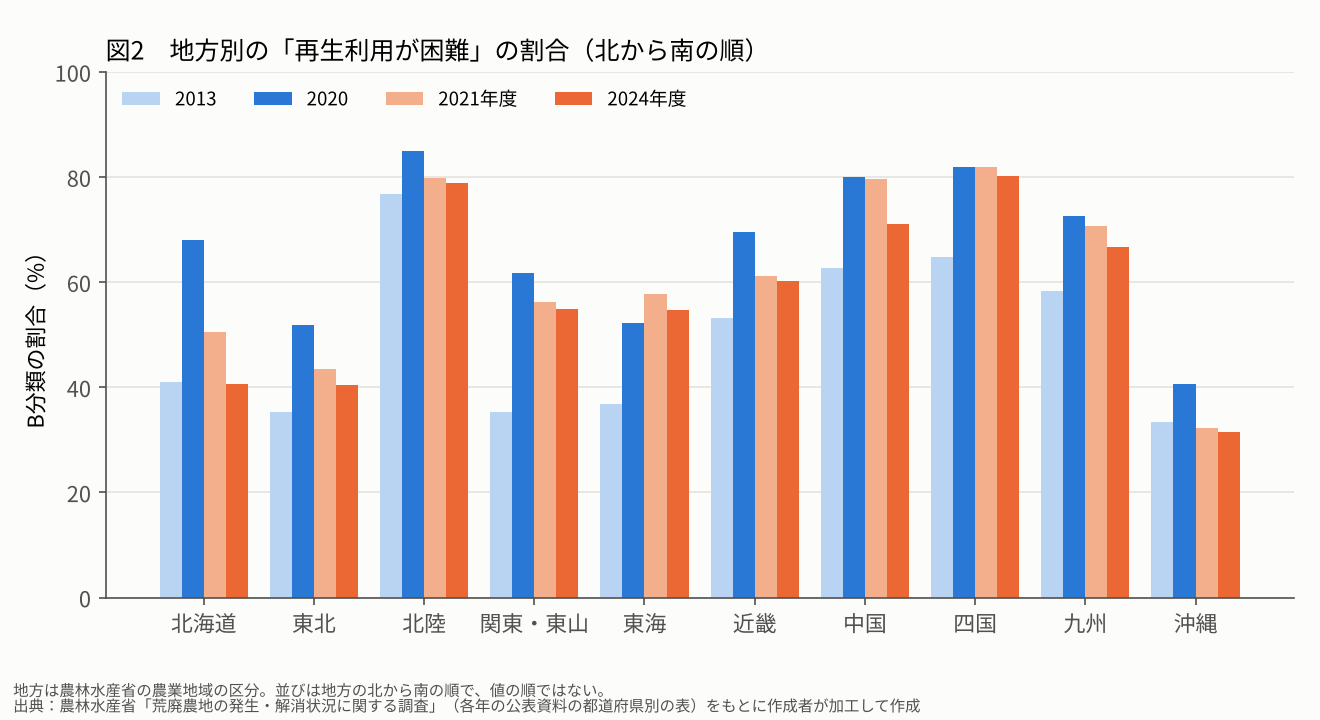 図2　地方別の「再生利用が困難」の割合（北から南の順）
B分類の割合（%）
100
80
60
40
20
0
2013 2020 2021年度 2024年度
北海道 東北 北陸 関東・東山 東海 近畿 中国 四国 九州 沖縄
地方は農林水産省の農業地域の区分。並びは地方の北から南の順で、値の順ではない。
出典：農林水産省「荒廃農地の発生・解消状況に関する調査」（各年の公表資料の都道府県別の表）をもとに作成者が加工して作成